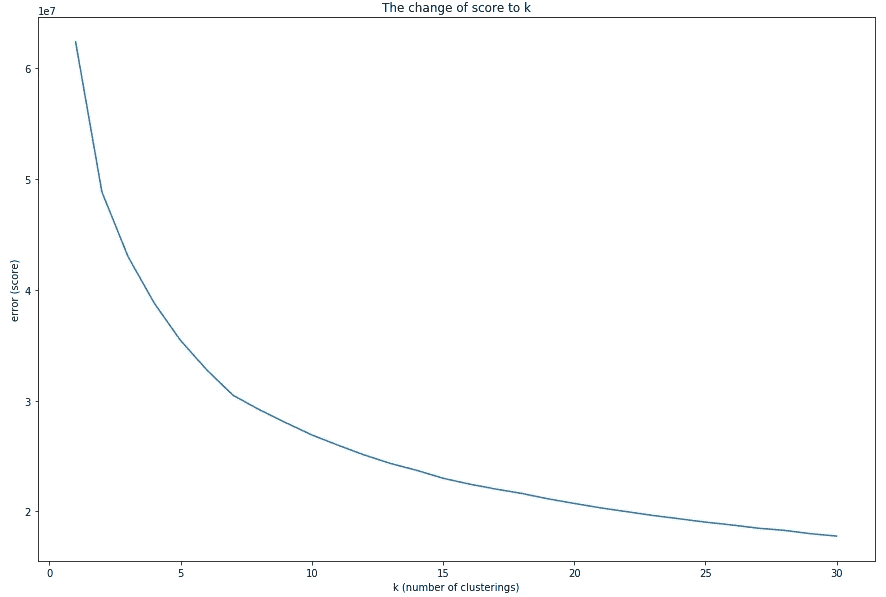 The change of score to k
1e7
6
5
4
3
2
error (score)
0 5 10 15 20 25 30
k (number of clusterings)